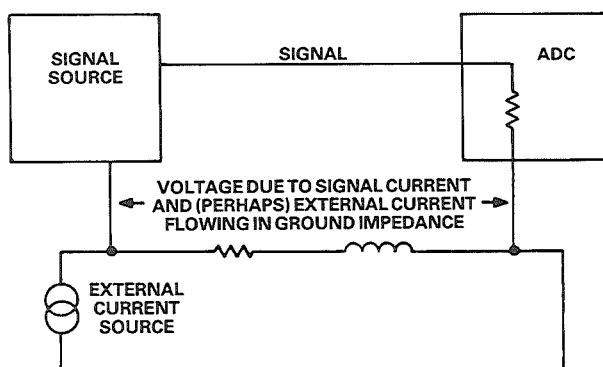 SIGNAL
SOURCE
SIGNAL
ADC
VOLTAGE DUE TO SIGNAL CURRENT
AND (PERHAPS) EXTERNAL CURRENT
FLOWING IN GROUND IMPEDANCE
EXTERNAL
CURRENT
SOURCE